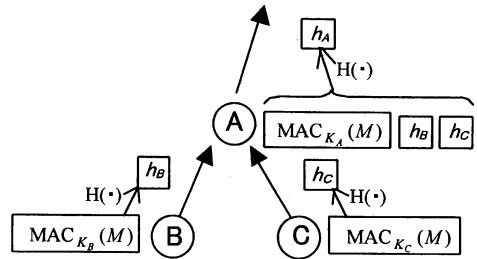 h_A
H(·)
A
MAC_{K_A}(M) h_B h_C
h_B
H(·)
h_C
H(·)
MAC_{K_B}(M) B C MAC_{K_C}(M)